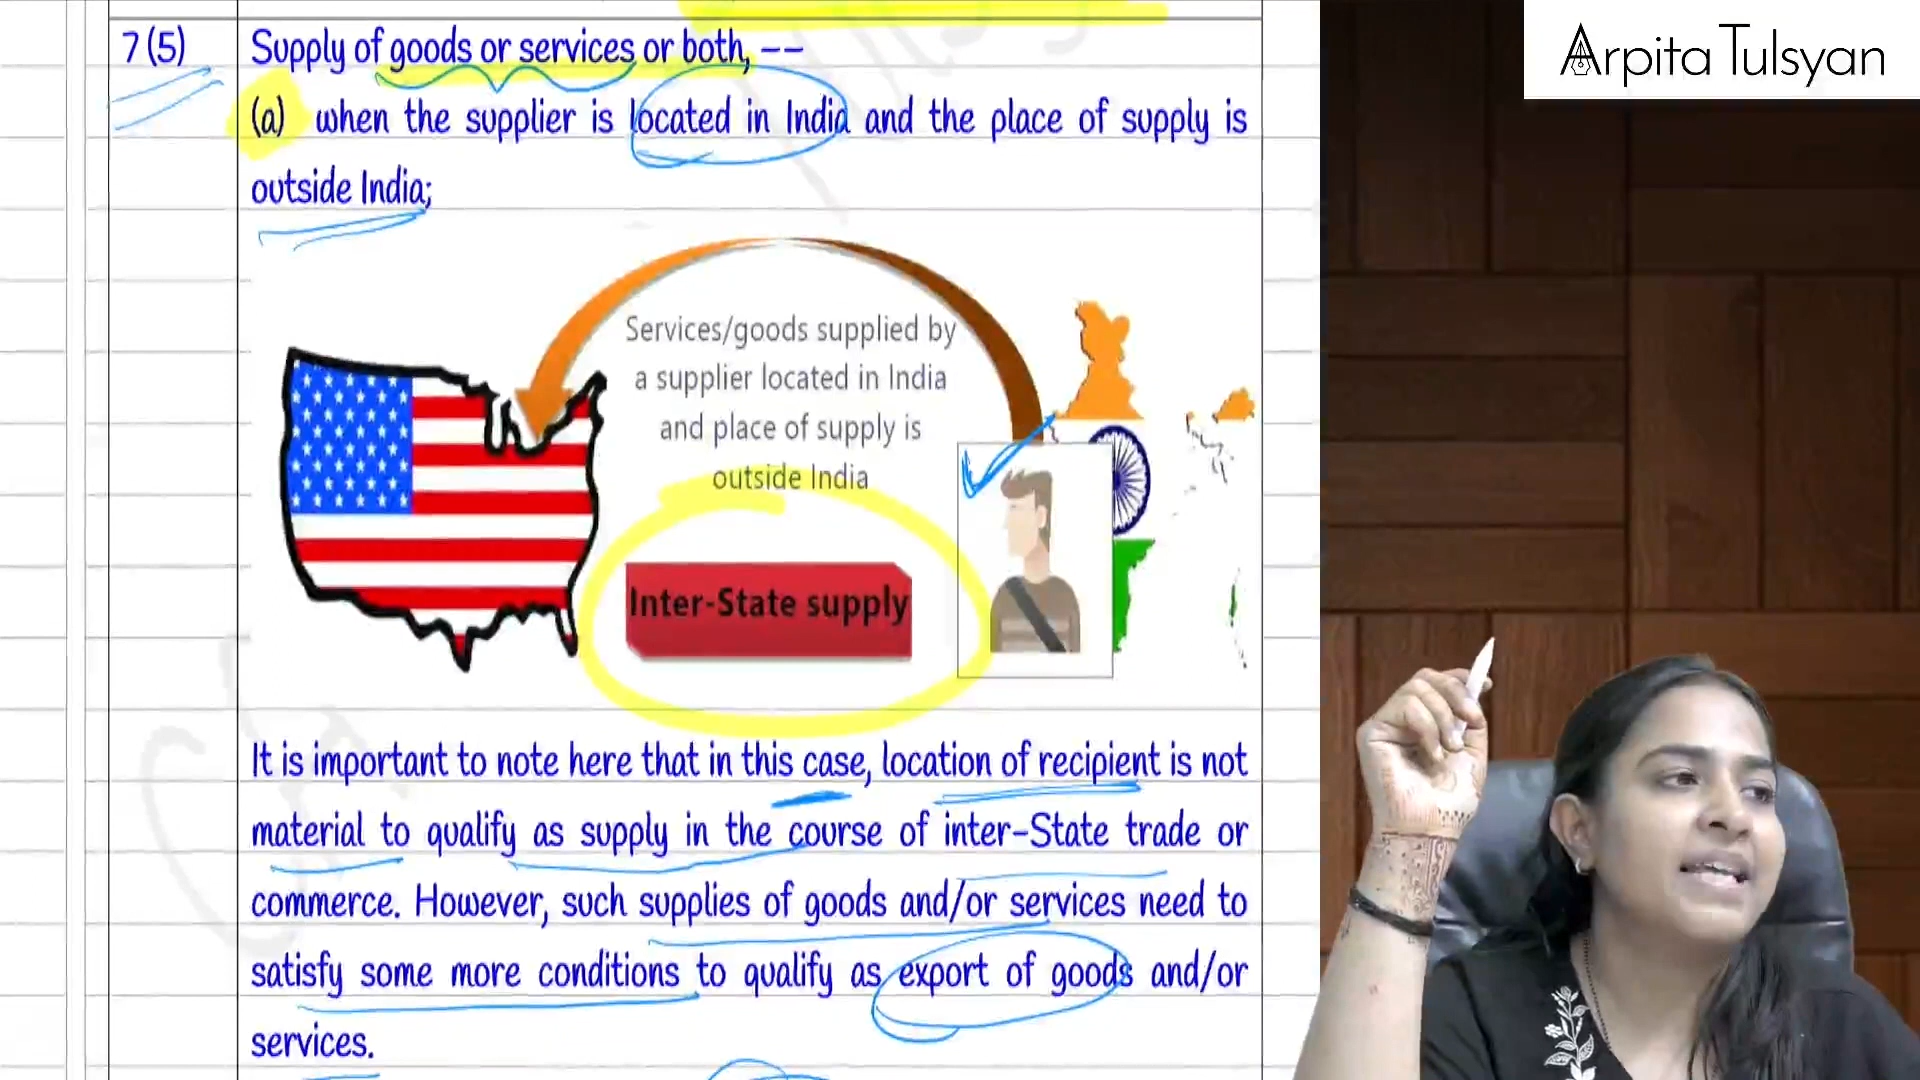 Arpita Tulsyan
7(5) Supply of goods or services or both, --
(a) when the supplier is located in India and the place of supply is
outside India;
Services/goods supplied by
a supplier located in India
and place of supply is
outside India
Inter-State supply
It is important to note here that in this case, location of recipient is not
material to qualify as supply in the course of inter-State trade or
commerce. However, such supplies of goods and/or services need to
satisfy some more conditions to qualify as export of goods and/or
services.